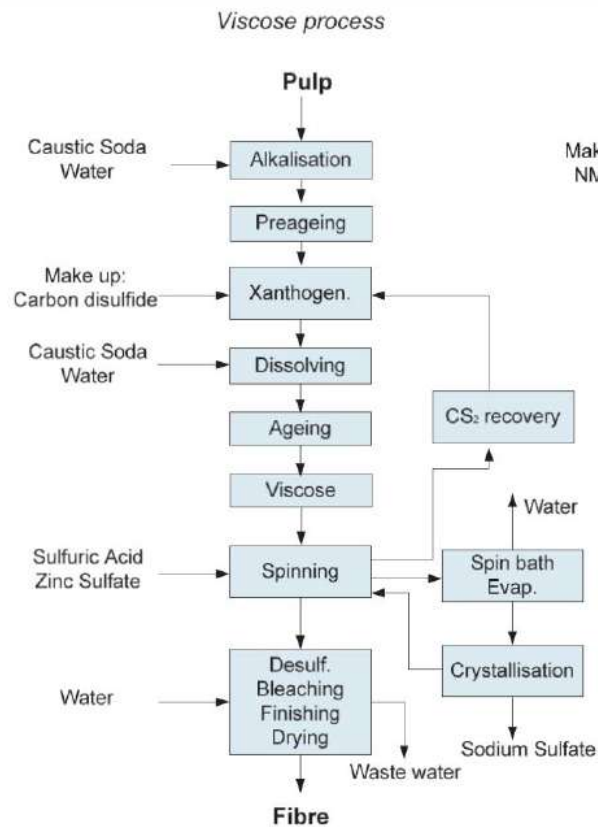 Viscose process
Pulp
Caustic Soda
Water
Alkalisation
Mak
NM
Preageing
Make up:
Carbon disulfide
Xanthogen.
Caustic Soda
Water
Dissolving
Ageing
CS₂ recovery
Viscose
Water
Sulfuric Acid
Zinc Sulfate
Spinning
Spin bath
Evap.
Water
Desulf.
Bleaching
Finishing
Drying
Crystallisation
Waste water
Sodium Sulfate
Fibre